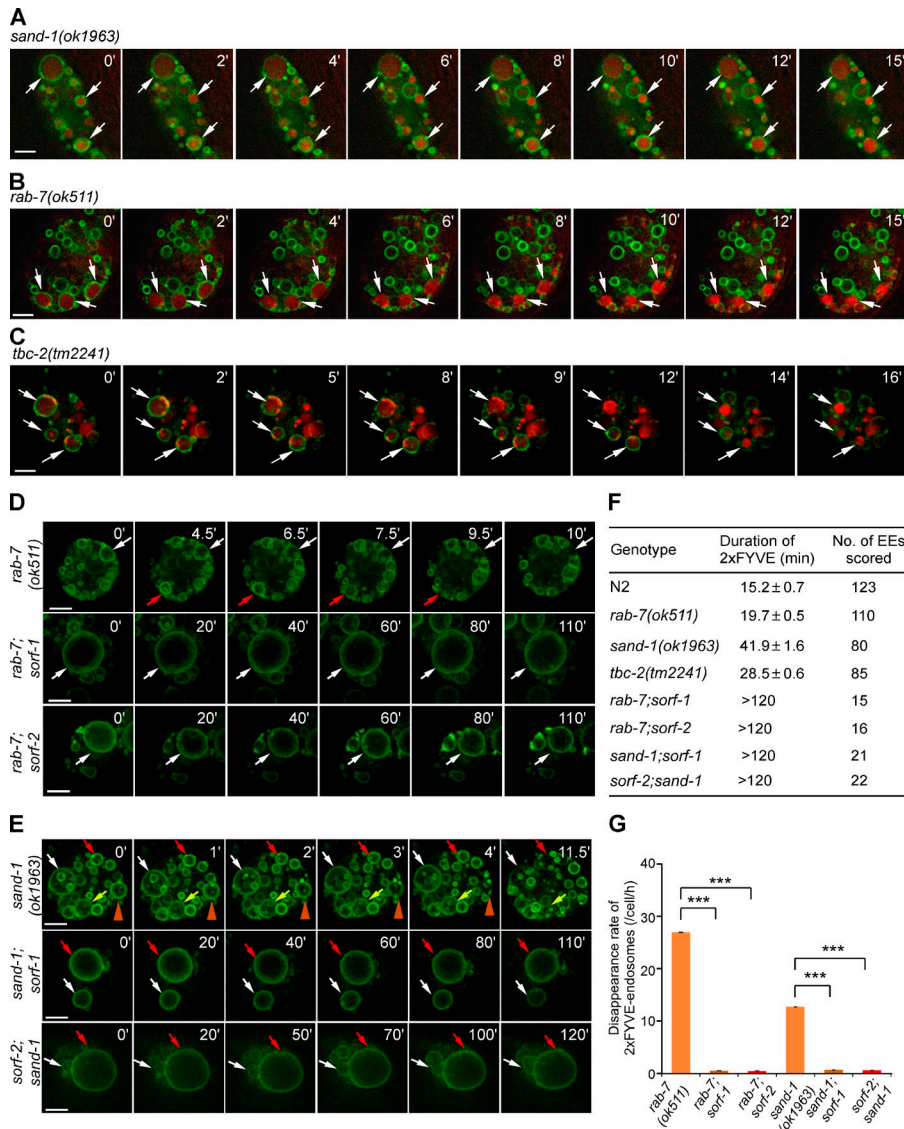 A
sand-1(ok1963)
0' 2' 4' 6' 8' 10' 12' 15'
B
rab-7(ok511)
0' 2' 4' 6' 8' 10' 12' 15'
C
tbc-2(tm2241)
0' 2' 5' 8' 9' 12' 14' 16'
D
rab-7
(ok511)
0' 4.5' 6.5' 7.5' 9.5' 10'
rab-7;
sorf-1
0' 20' 40' 60' 80' 110'
rab-7;
sorf-2
0' 20' 40' 60' 80' 110'
E
sand-1
(ok1963)
0' 1' 2' 3' 4' 11.5'
sand-1;
sorf-1
0' 20' 40' 60' 80' 110'
sorf-2;
sand-1
0' 20' 50' 70' 100' 120'
F
Genotype Duration of 2xFYVE (min) No. of EEs scored
N2 15.2±0.7 123
rab-7(ok511) 19.7±0.5 110
sand-1(ok1963) 41.9±1.6 80
tbc-2(tm2241) 28.5±0.6 85
rab-7;sorf-1 >120 15
rab-7;sorf-2 >120 16
sand-1;sorf-1 >120 21
sorf-2;sand-1 >120 22
G
Disappearance rate of
2xFYVE-endosomes (/cell/h)
40
30
20
10
0
***
***
***
***
rab-7
(ok511)
rab-7;
sorf-1
rab-7;
sorf-2
sand-1
(ok1963)
sand-1;
sorf-1
sorf-2;
sand-1